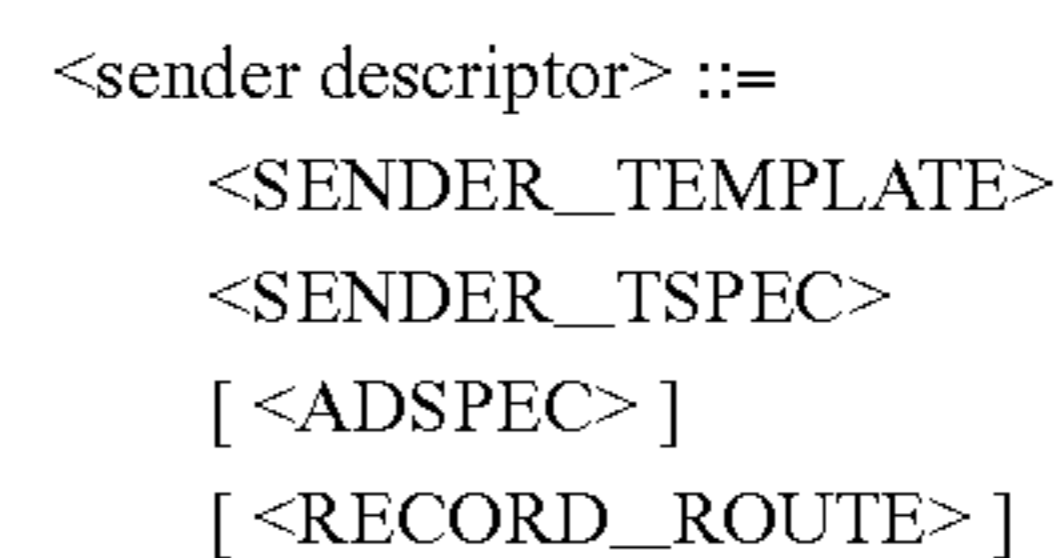 <sender descriptor> ::=
<SENDER_TEMPLATE>
<SENDER_TSPEC>
[ <ADSPEC> ]
[ <RECORD_ROUTE> ]